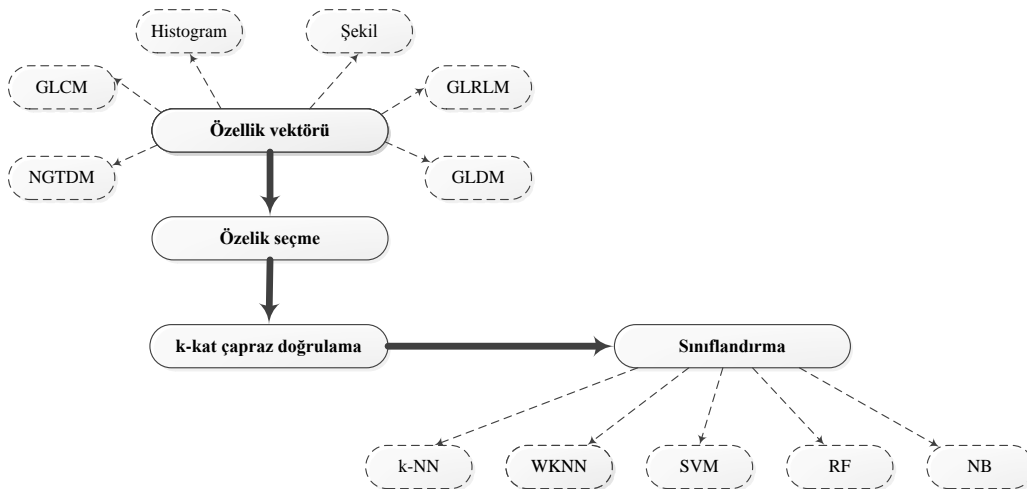 Histogram
Şekil
GLCM
GLRLM
Özellik vektörü
NGTDM
GLDM
Özelik seçme
k-kat çapraz doğrulama
Sınıflandırma
k-NN
WKNN
SVM
RF
NB